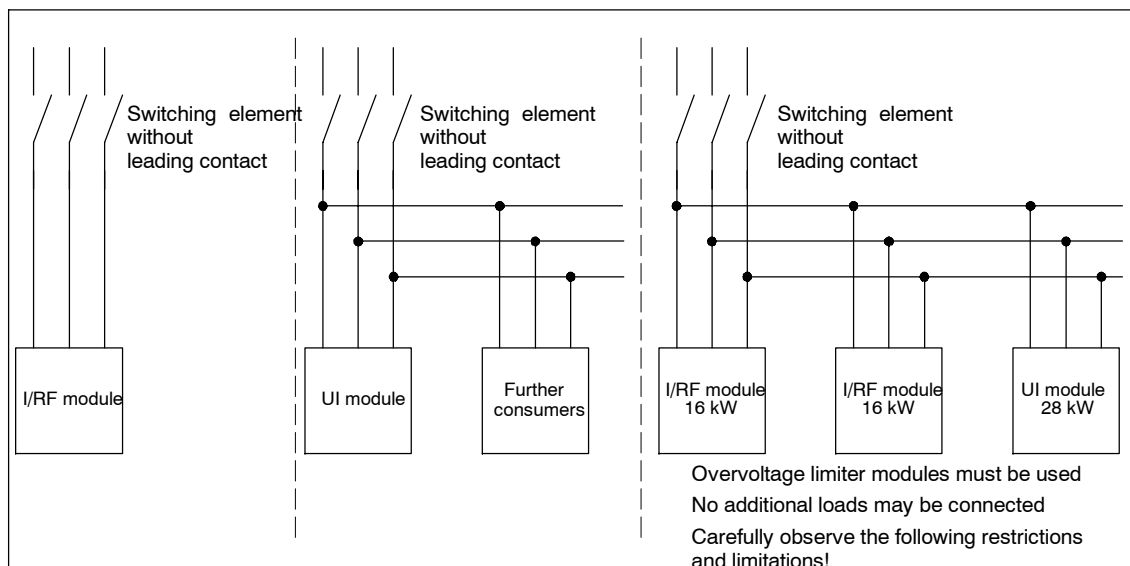 Switching element
without
leading contact
I/RF module
Switching element
without
leading contact
UI module
Further
consumers
Switching element
without
leading contact
I/RF module
16 kW
I/RF module
16 kW
UI module
28 kW
Overvoltage limiter modules must be used
No additional loads may be connected
Carefully observe the following restrictions
and limitations!